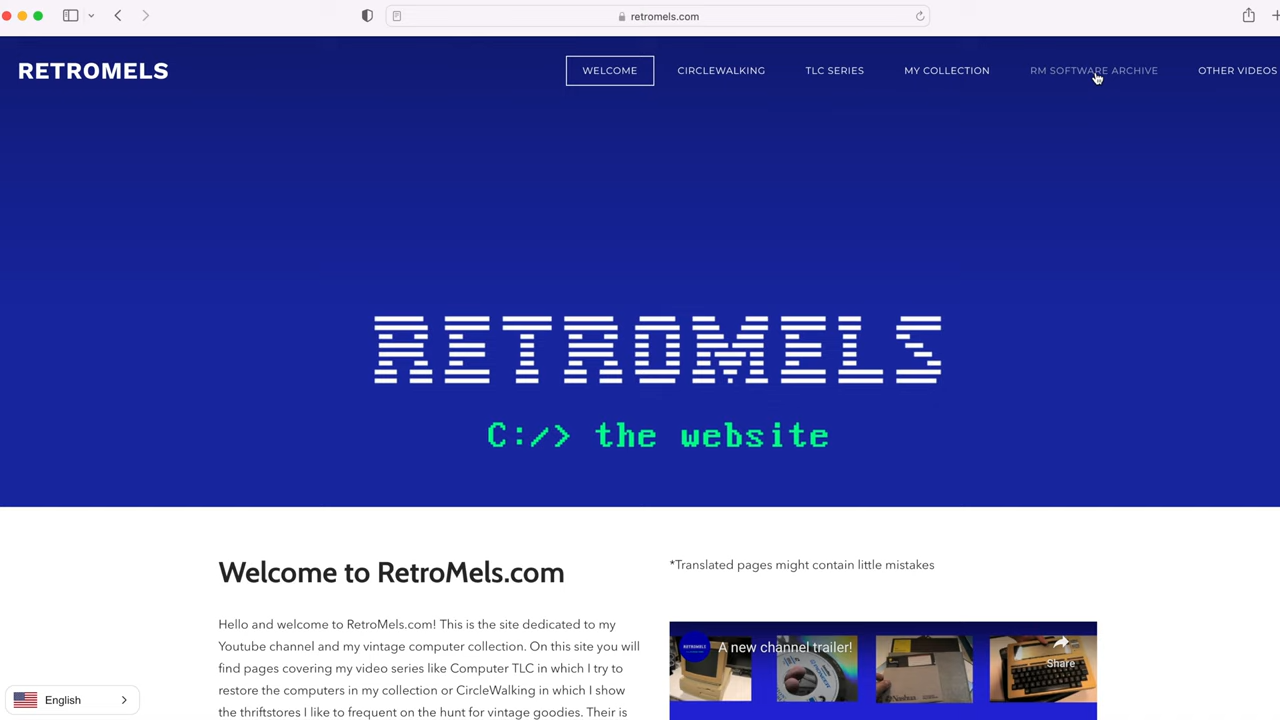 retromels.com
RETROMELS
WELCOME
CIRCLEWALKING
TLC SERIES
MY COLLECTION
RM SOFTWARE ARCHIVE
OTHER VIDEOS
RETROMELS
C:/> the website
Welcome to RetroMels.com
Hello and welcome to RetroMels.com! This is the site dedicated to my
Youtube channel and my vintage computer collection. On this site you will
find pages covering my video series like Computer TLC in which I try to
restore the computers in my collection or CircleWalking in which I show
the thriftstores I like to frequent on the hunt for vintage goodies. Their is
*Translated pages might contain little mistakes
RETROMELS
A new channel trailer!
Share
English